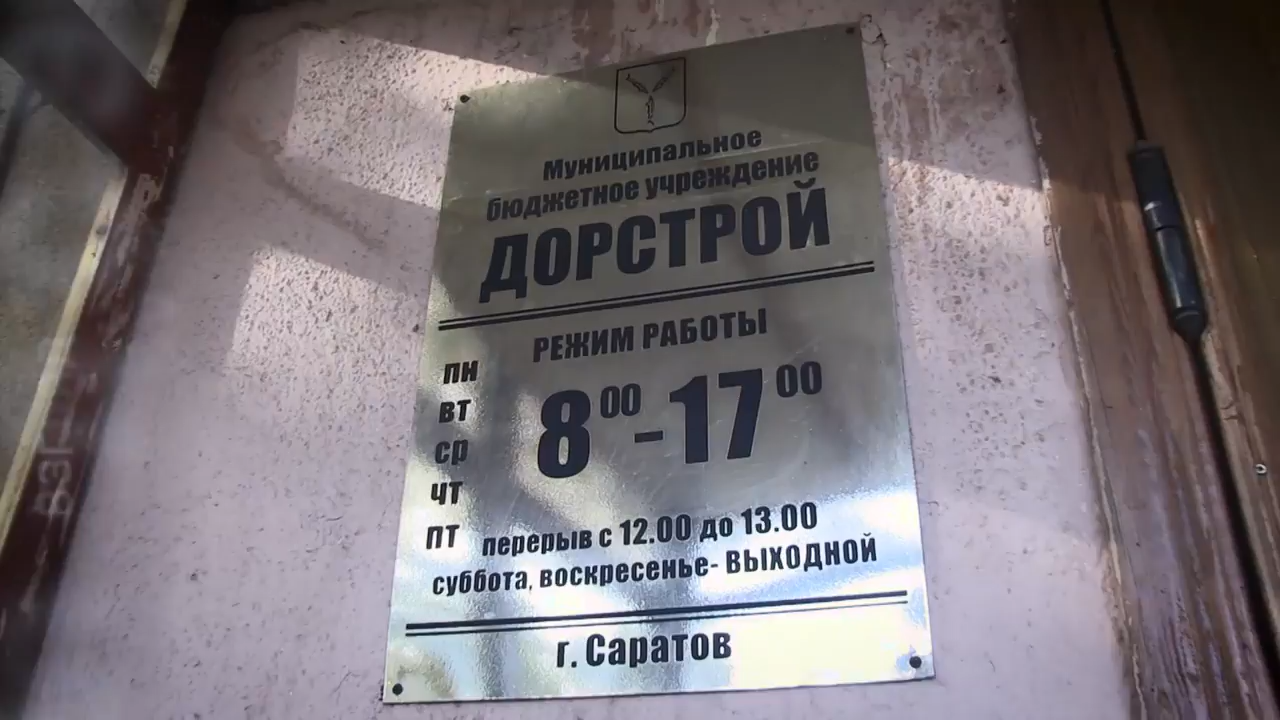 Муниципальное
бюджетное учреждение
ДОРСТРОЙ
РЕЖИМ РАБОТЫ
пн
вт
ср
чт
пт
8⁰⁰-17⁰⁰
перерыв с 12.00 до 13.00
суббота, воскресенье- ВЫХОДНОЙ
г. Саратов